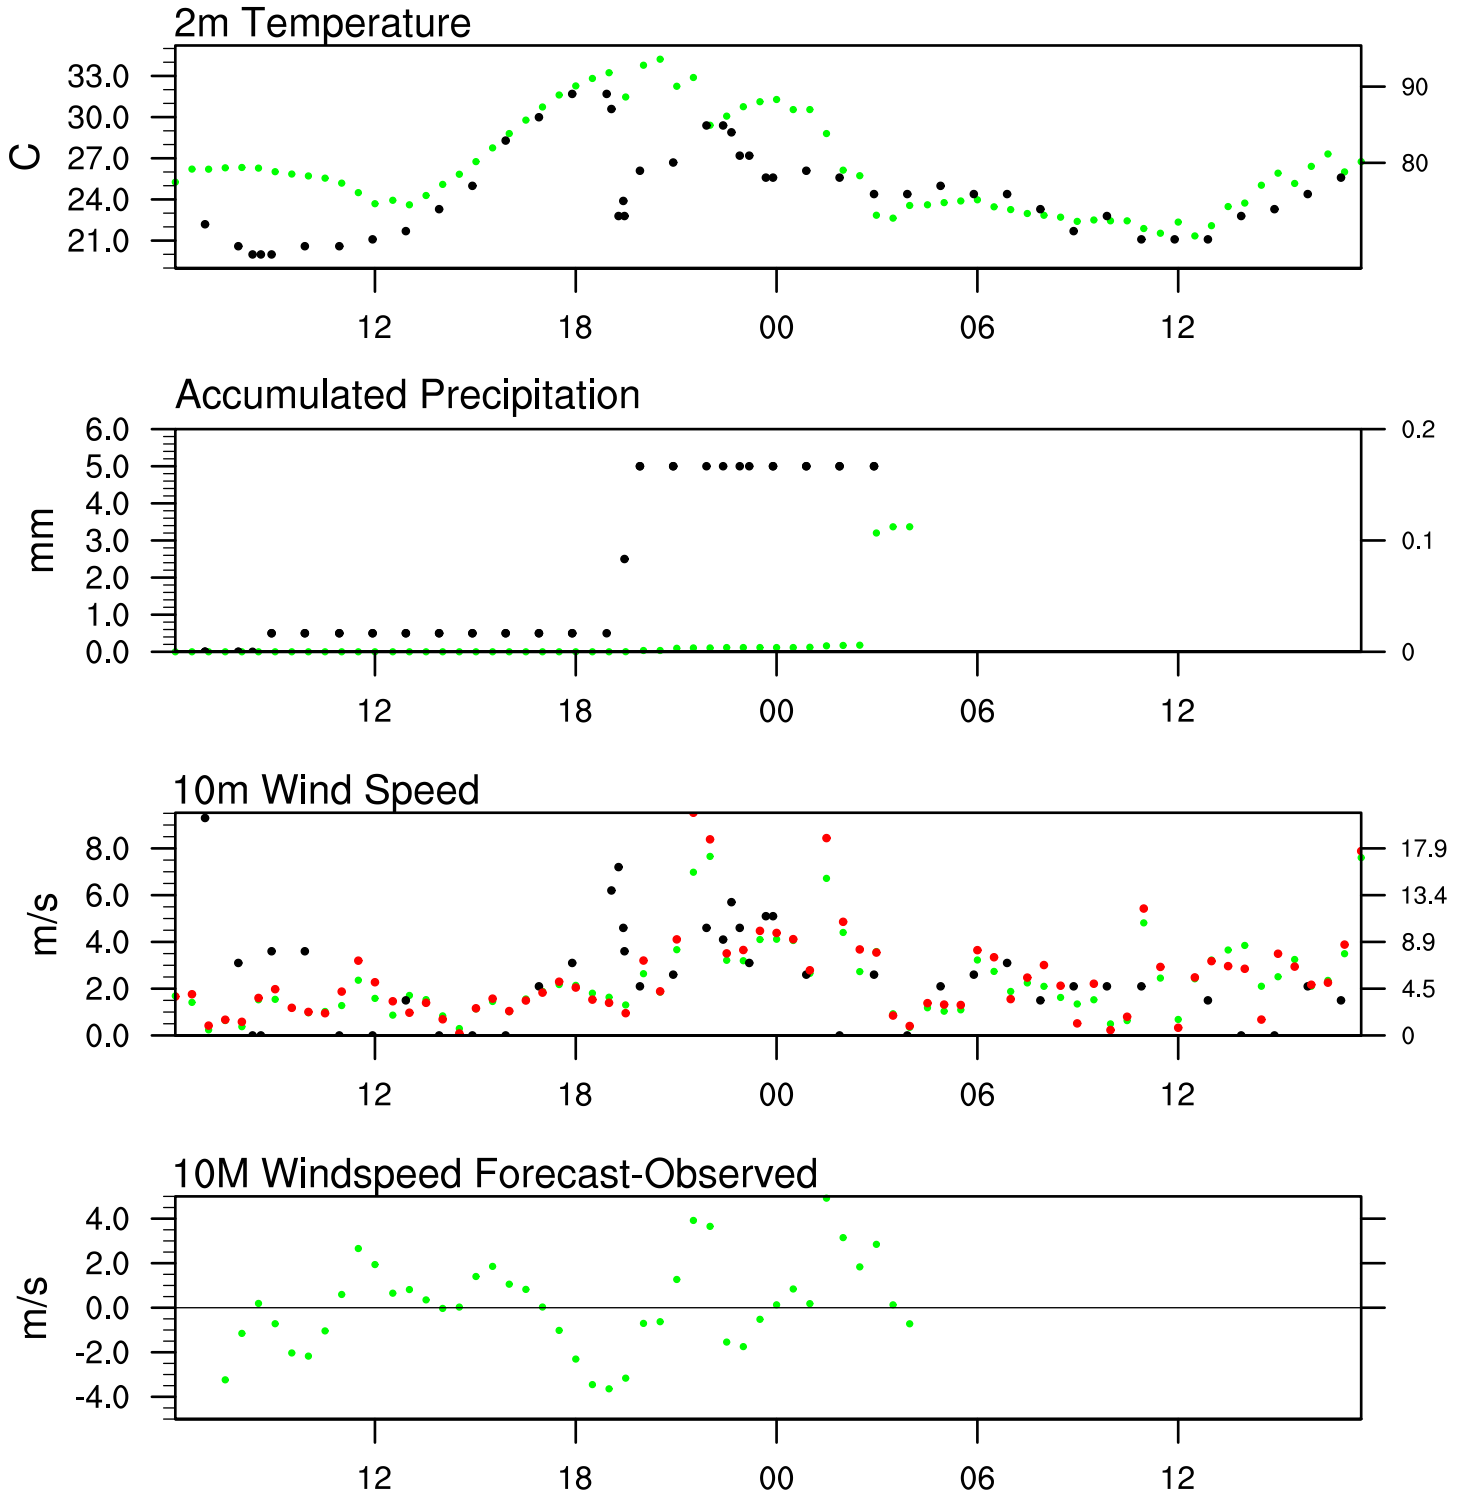 2m Temperature
33.0
30.0
27.0
24.0
21.0
C
90
80
12 18 00 06 12
Accumulated Precipitation
6.0
5.0
4.0
3.0
2.0
1.0
0.0
mm
0.2
0.1
0
12 18 00 06 12
10m Wind Speed
8.0
6.0
4.0
2.0
0.0
m/s
17.9
13.4
8.9
4.5
0
12 18 00 06 12
10M Windspeed Forecast-Observed
4.0
2.0
0.0
-2.0
-4.0
m/s
12 18 00 06 12